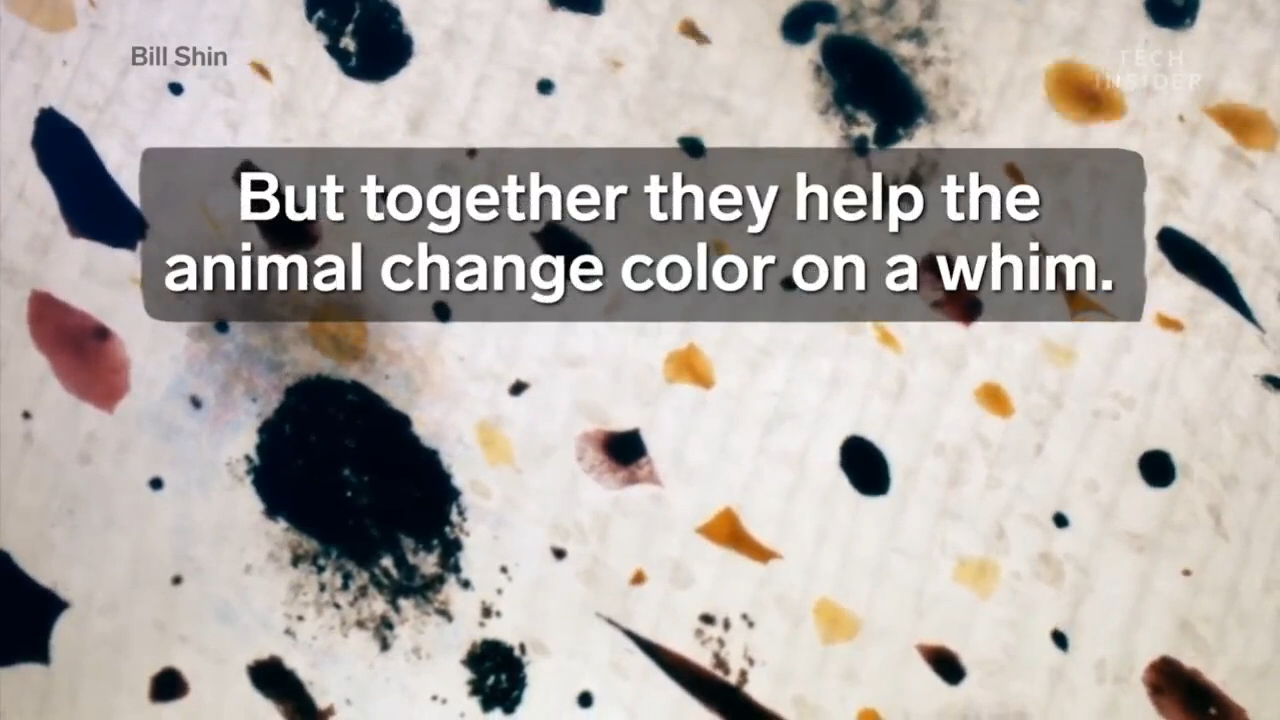 Bill Shin
TECH
INSIDER
But together they help the
animal change color on a whim.